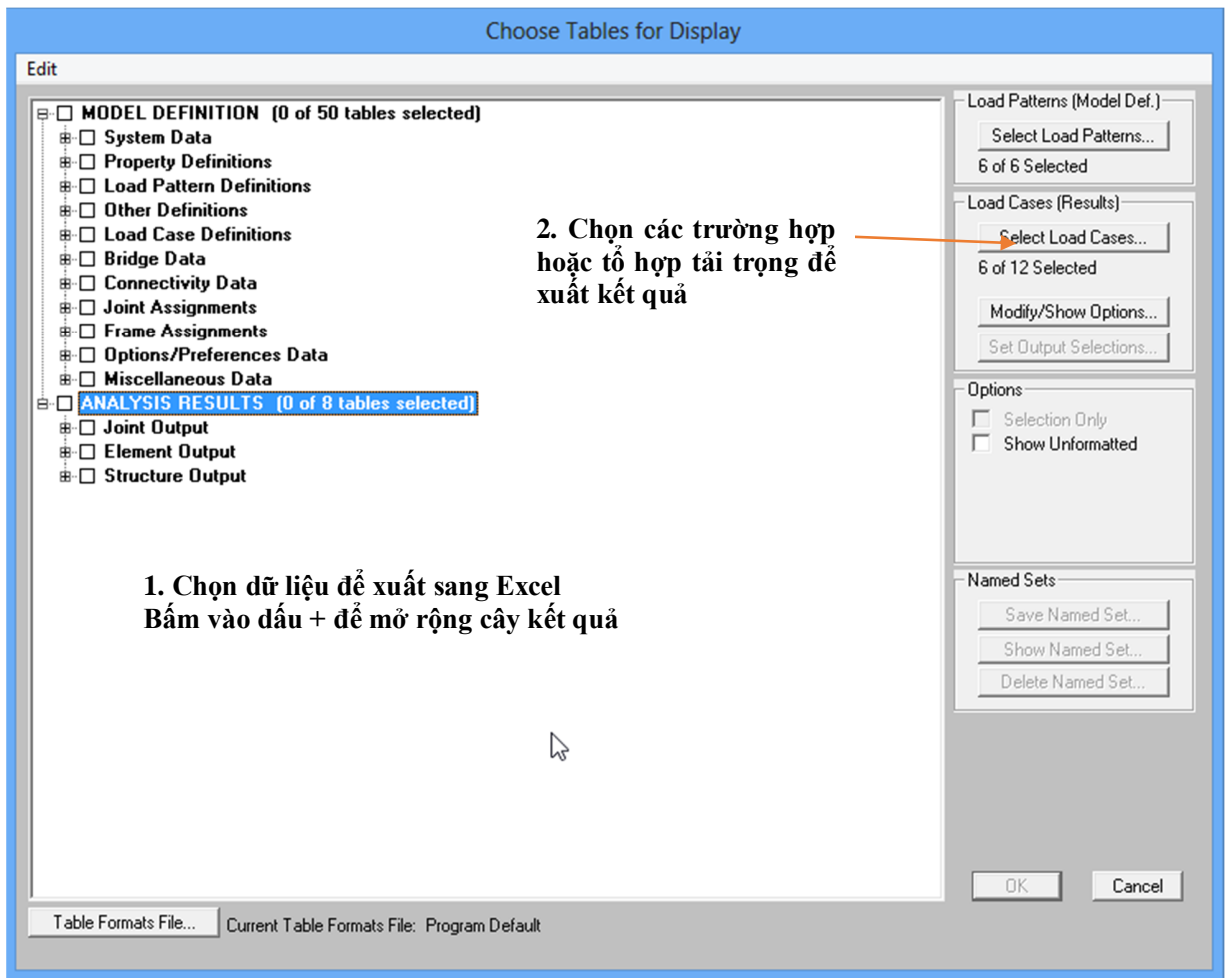 Choose Tables for Display
Edit
MODEL DEFINITION (0 of 50 tables selected)
System Data
Property Definitions
Load Pattern Definitions
Other Definitions
Load Case Definitions
Bridge Data
Connectivity Data
Joint Assignments
Frame Assignments
Options/Preferences Data
Miscellaneous Data
ANALYSIS RESULTS (0 of 8 tables selected)
Joint Output
Element Output
Structure Output
2. Chọn các trường hợp
hoặc tổ hợp tải trọng để
xuất kết quả
1. Chọn dữ liệu để xuất sang Excel
Bấm vào dấu + để mở rộng cây kết quả
Load Patterns (Model Def.)
Select Load Patterns...
6 of 6 Selected
Load Cases (Results)
Select Load Cases...
6 of 12 Selected
Modify/Show Options...
Set Output Selections...
Options
Selection Only
Show Unformatted
Named Sets
Save Named Set...
Show Named Set...
Delete Named Set...
OK
Cancel
Table Formats File...
Current Table Formats File: Program Default